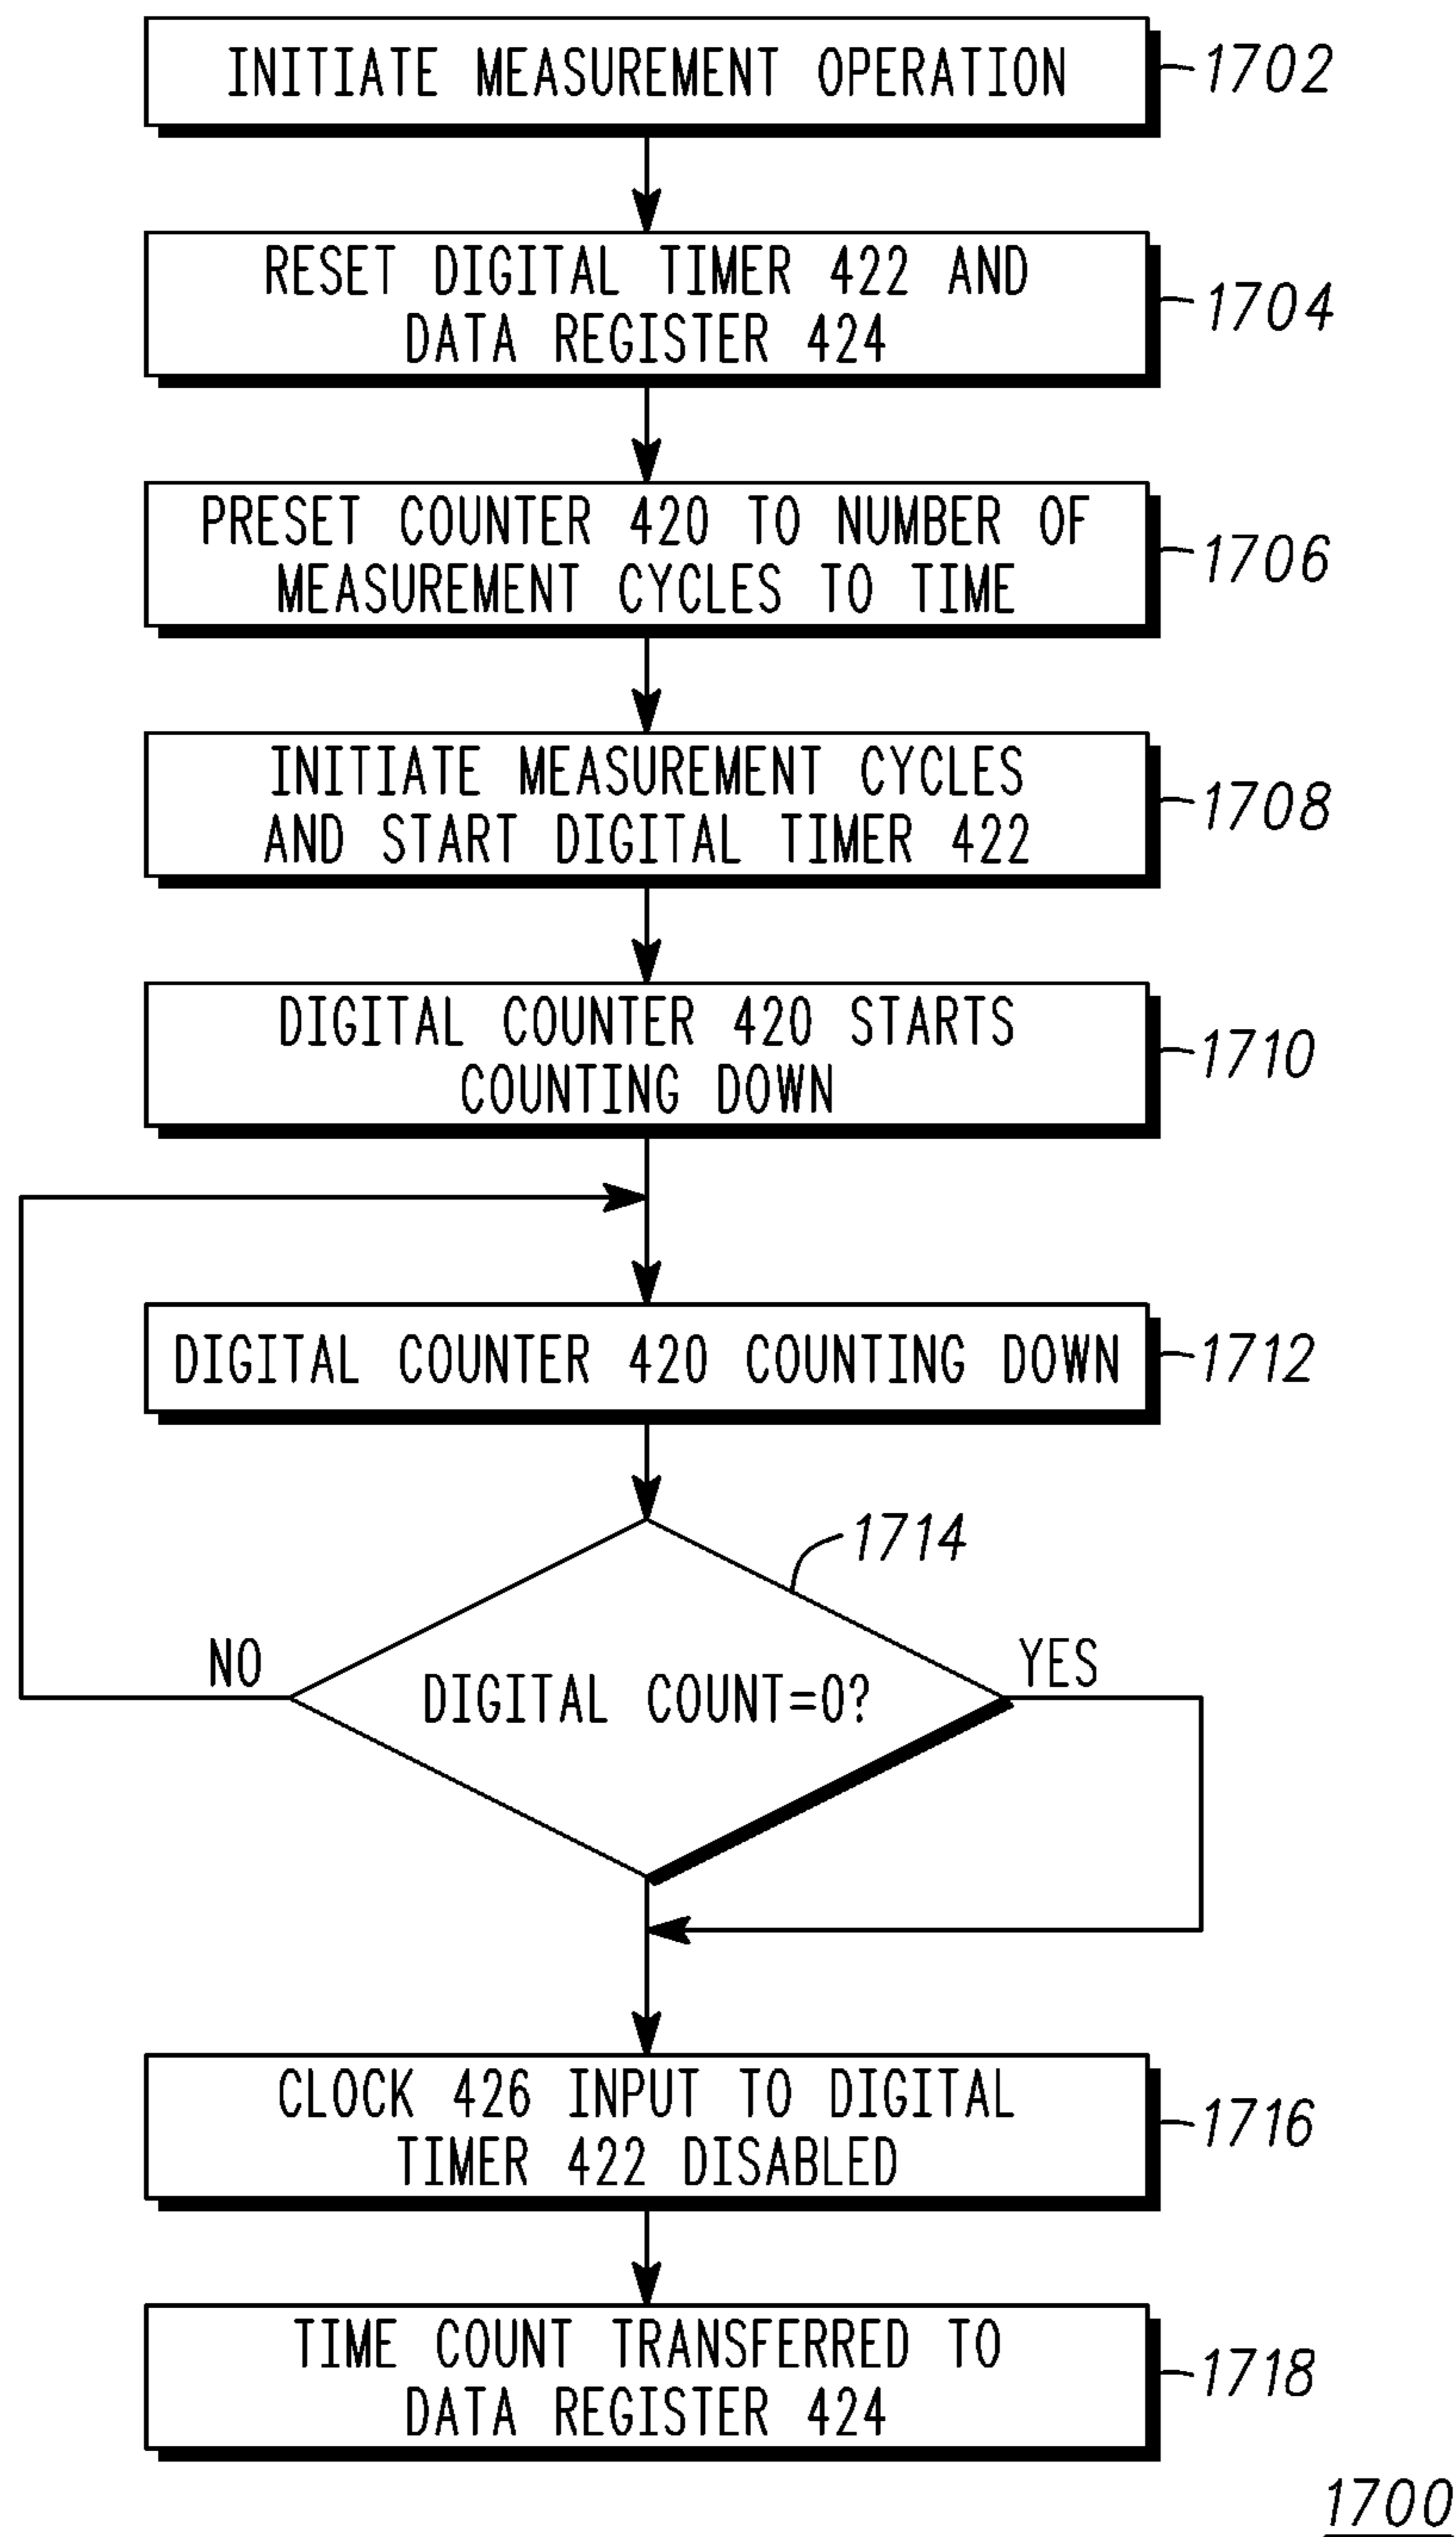 INITIATE MEASUREMENT OPERATION
1702
RESET DIGITAL TIMER 422 AND
DATA REGISTER 424
1704
PRESET COUNTER 420 TO NUMBER OF
MEASUREMENT CYCLES TO TIME
1706
INITIATE MEASUREMENT CYCLES
AND START DIGITAL TIMER 422
1708
DIGITAL COUNTER 420 STARTS
COUNTING DOWN
1710
DIGITAL COUNTER 420 COUNTING DOWN
1712
1714
NO
DIGITAL COUNT=0?
YES
CLOCK 426 INPUT TO DIGITAL
TIMER 422 DISABLED
1716
TIME COUNT TRANSFERRED TO
DATA REGISTER 424
1718
1700